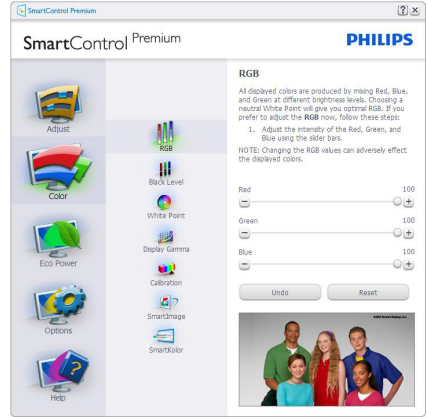 SmartControl Premium
SmartControl Premium
PHILIPS
Adjust
Color
Eco Power
Options
Help
RGB
Black Level
White Point
Display Gamma
Calibration
SmartImage
SmartKolor
RGB
All displayed colors are produced by mixing Red, Blue,
and Green at different brightness levels. Choosing a
neutral White Point will give you optimal RGB. If you
prefer to adjust the RGB now, follow these steps:
1. Adjust the intensity of the Red, Green, and
Blue using the slider bars.
NOTE: Changing the RGB values can adversely effect
the displayed colors.
Red 100
Green 100
Blue 100
Undo Reset